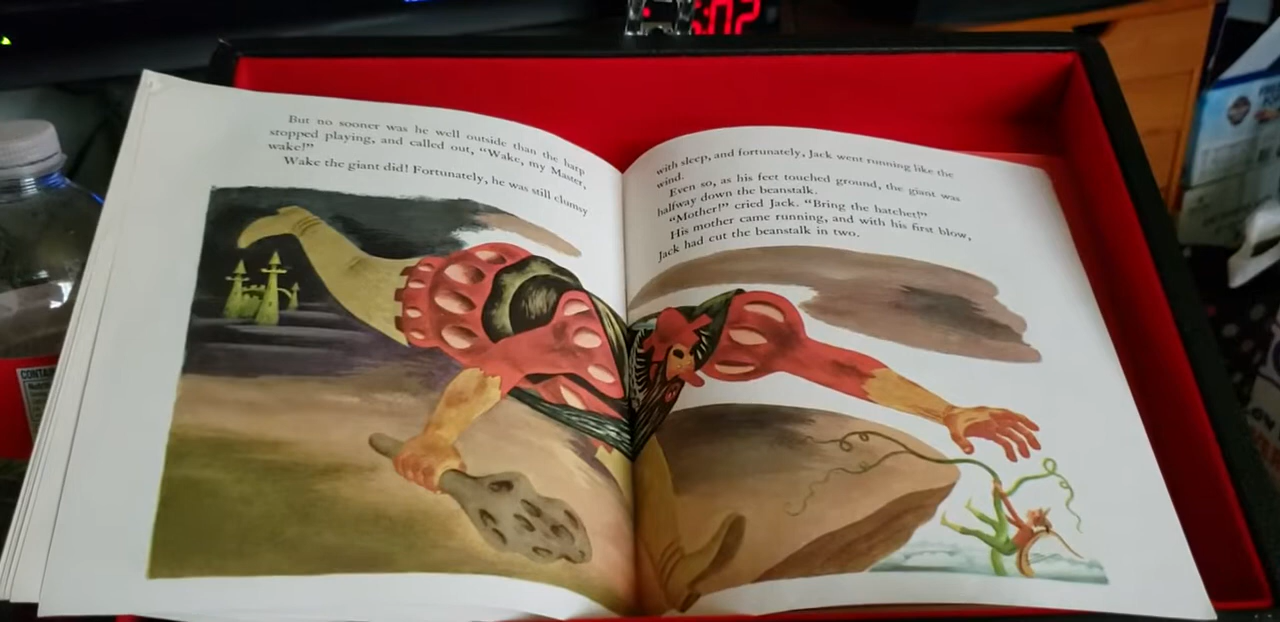 But no sooner was he well outside than the harp
stopped playing, and called out, “Wake, my Master,
wake!”
Wake the giant did! Fortunately, he was still clumsy
with sleep, and fortunately, Jack went running like the
wind.
Even so, as his feet touched ground, the giant was
halfway down the beanstalk.
“Mother!” cried Jack. “Bring the hatchet!”
His mother came running, and with his first blow,
Jack had cut the beanstalk in two.